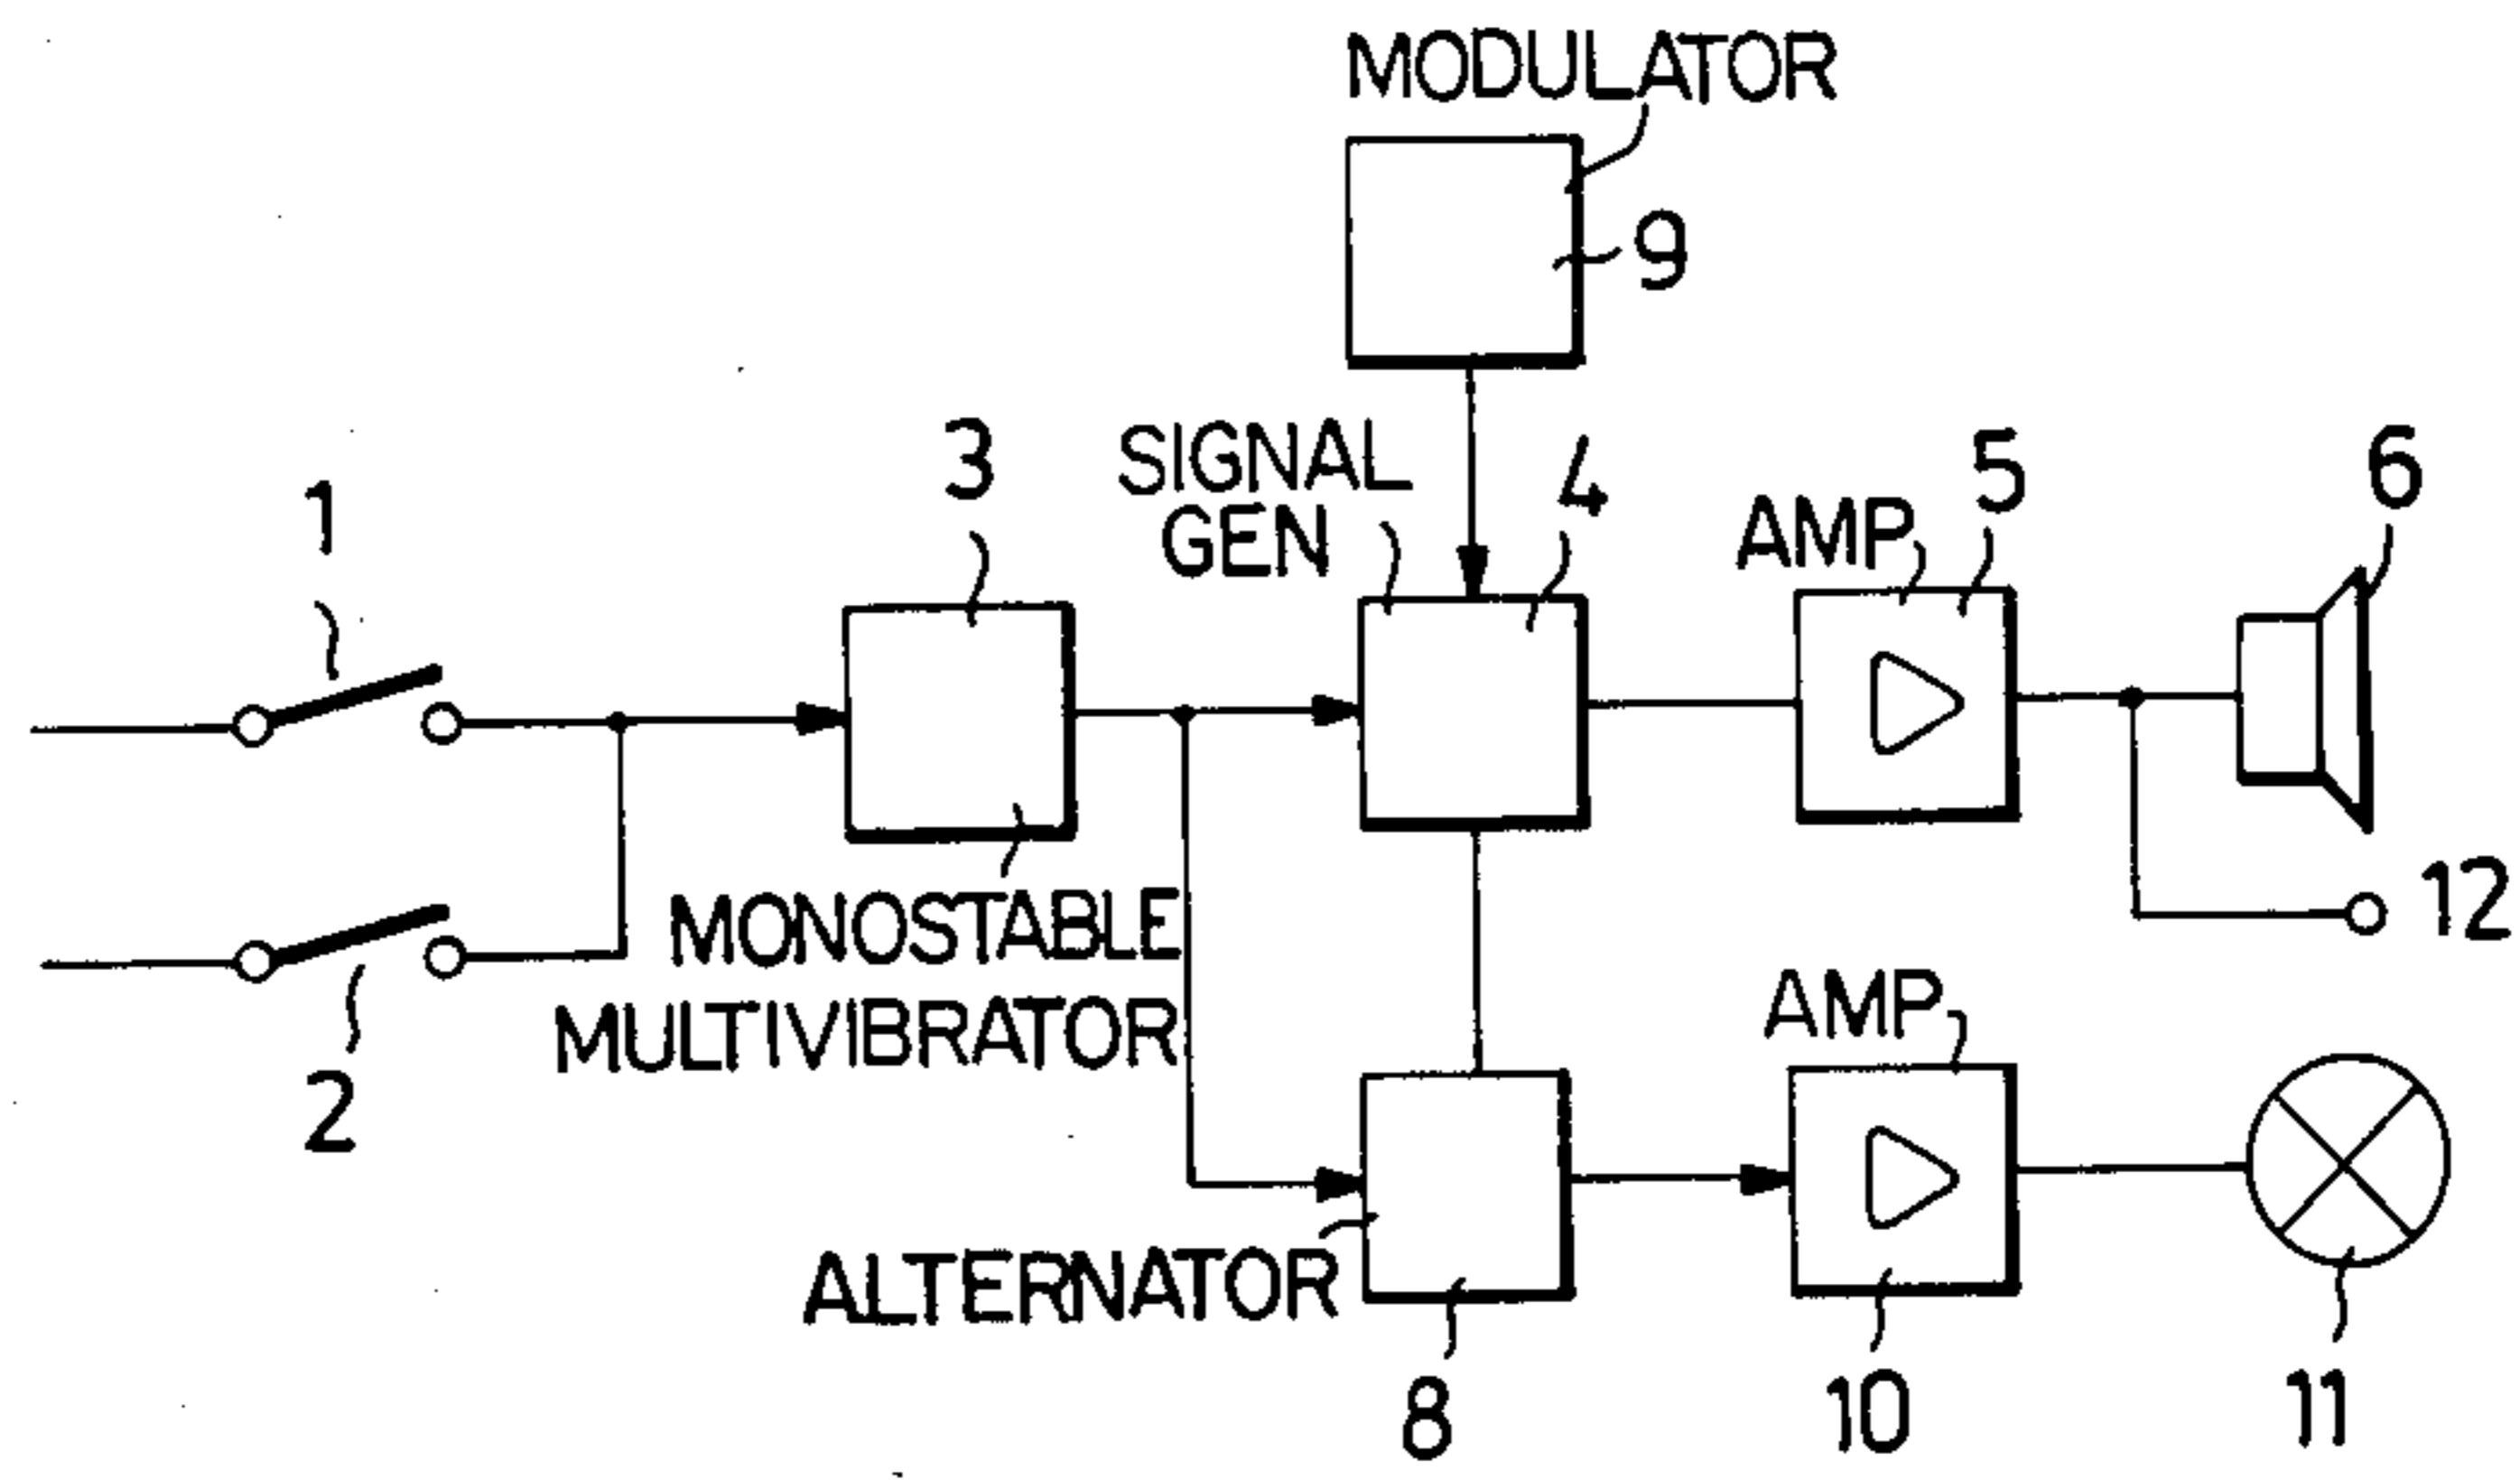 MODULATOR
9
3
SIGNAL
GEN
4
AMP
5
6
1
12
MONOSTABLE
MULTIVIBRATOR
2
AMP
ALTERNATOR
8
10
11